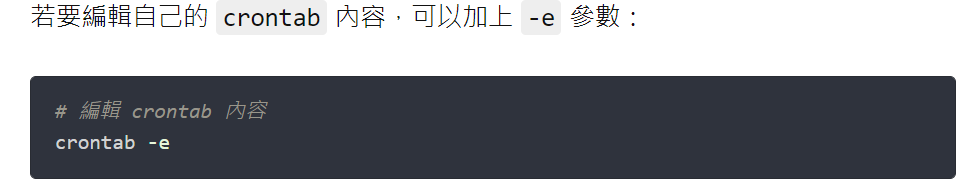 若要編輯自己的 crontab 內容，可以加上 -e 參數：
# 編輯 crontab 內容
crontab -e